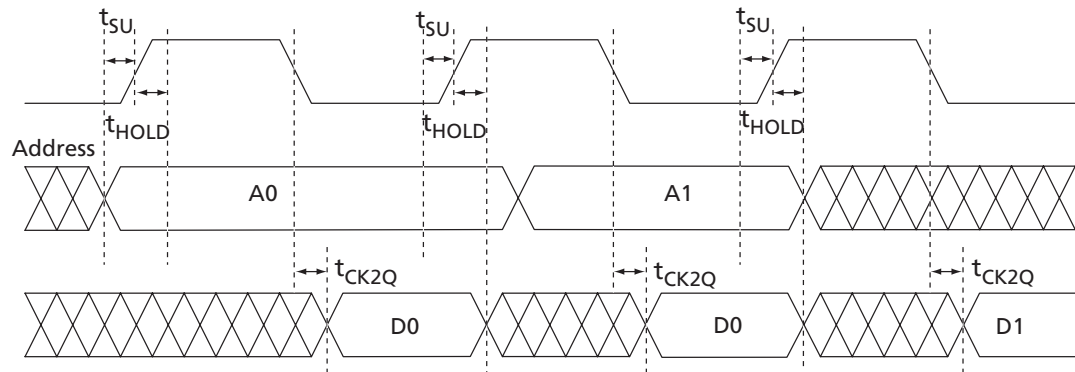 tSU tSU tSU
tHOLD tHOLD tHOLD
Address
A0 A1
tCK2Q tCK2Q tCK2Q
D0 D0 D1